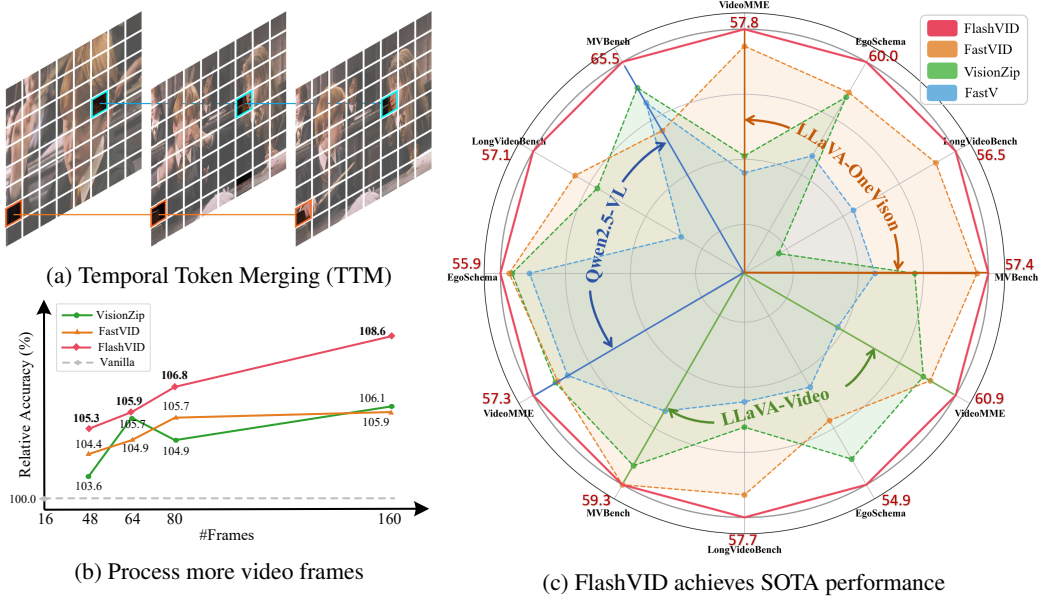 (a) Temporal Token Merging (TTM)
VisionZip
FastVID
FlashVID
Vanilla
Relative Accuracy (%)
108.6
106.8
105.9
105.3
105.7
105.7
104.4
104.9
104.9
103.6
106.1
105.9
100.0
16
48
64
80
160
#Frames
(b) Process more video frames
FlashVID
FastVID
VisionZip
FastV
VideoMME
57.8
EgoSchema
60.0
LongVideoBench
56.5
57.4
MVBench
60.9
VideoMME
54.9
EgoSchema
57.7
LongVideoBench
59.3
MVBench
57.3
VideoMME
55.9
EgoSchema
LongVideoBench
57.1
MVBench
65.5
LLaVA-OneVison
Qwen2.5-VL
LLaVA-Video
(c) FlashVID achieves SOTA performance